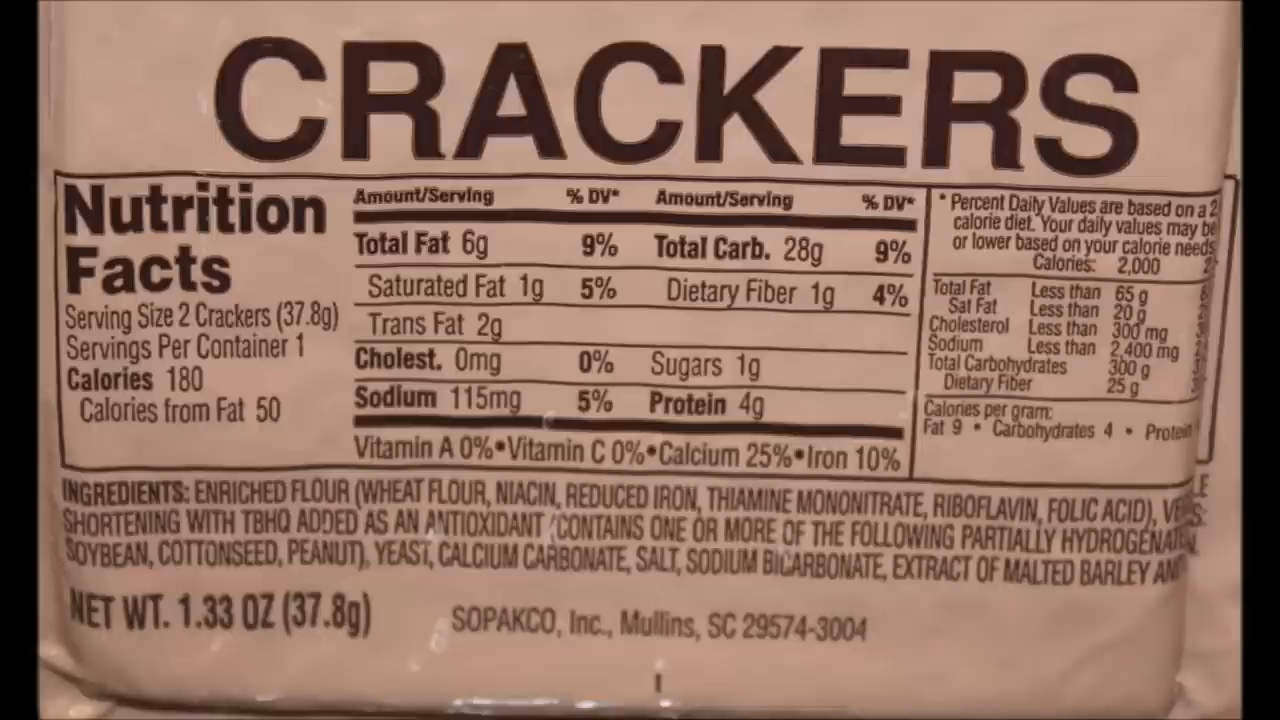 CRACKERS
Nutrition
Facts
Serving Size 2 Crackers (37.8g)
Servings Per Container 1
Calories 180
Calories from Fat 50
Amount/Serving % DV* Amount/Serving % DV*
Total Fat 6g 9% Total Carb. 28g 9%
Saturated Fat 1g 5% Dietary Fiber 1g 4%
Trans Fat 2g
Cholest. 0mg 0% Sugars 1g
Sodium 115mg 5% Protein 4g
Vitamin A 0%•Vitamin C 0%•Calcium 25%•Iron 10%
* Percent Daily Values are based on a 2
calorie diet. Your daily values may be
or lower based on your calorie needs
Calories: 2,000
Total Fat Less than 65 g
Sat Fat Less than 20 g
Cholesterol Less than 300 mg
Sodium Less than 2,400 mg
Total Carbohydrates 300 g
Dietary Fiber 25 g
Calories per gram:
Fat 9 • Carbohydrates 4 • Protein
INGREDIENTS: ENRICHED FLOUR (WHEAT FLOUR, NIACIN, REDUCED IRON, THIAMINE MONONITRATE, RIBOFLAVIN, FOLIC ACID),
SHORTENING WITH TBHQ ADDED AS AN ANTIOXIDANT (CONTAINS ONE OR MORE OF THE FOLLOWING PARTIALLY
SOYBEAN, COTTONSEED, PEANUT), YEAST, CALCIUM CARBONATE, SALT, SODIUM BICARBONATE, EXTRACT OF MALTED BARLEY
NET WT. 1.33 OZ (37.8g)
SOPAKCO, Inc., Mullins, SC 29574-3004